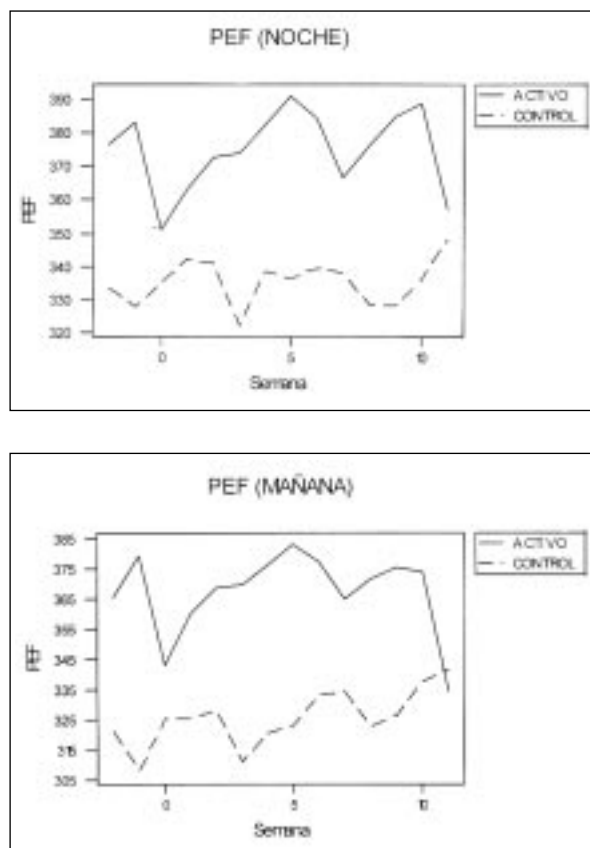 PEF (NOCHE)
ACTIVO
CONTROL
390
380
370
360
350
340
330
320
PEF
0 5 10
Semana
PEF (MAÑANA)
ACTIVO
CONTROL
385
375
365
355
345
335
325
315
305
PEF
0 5 10
Semana